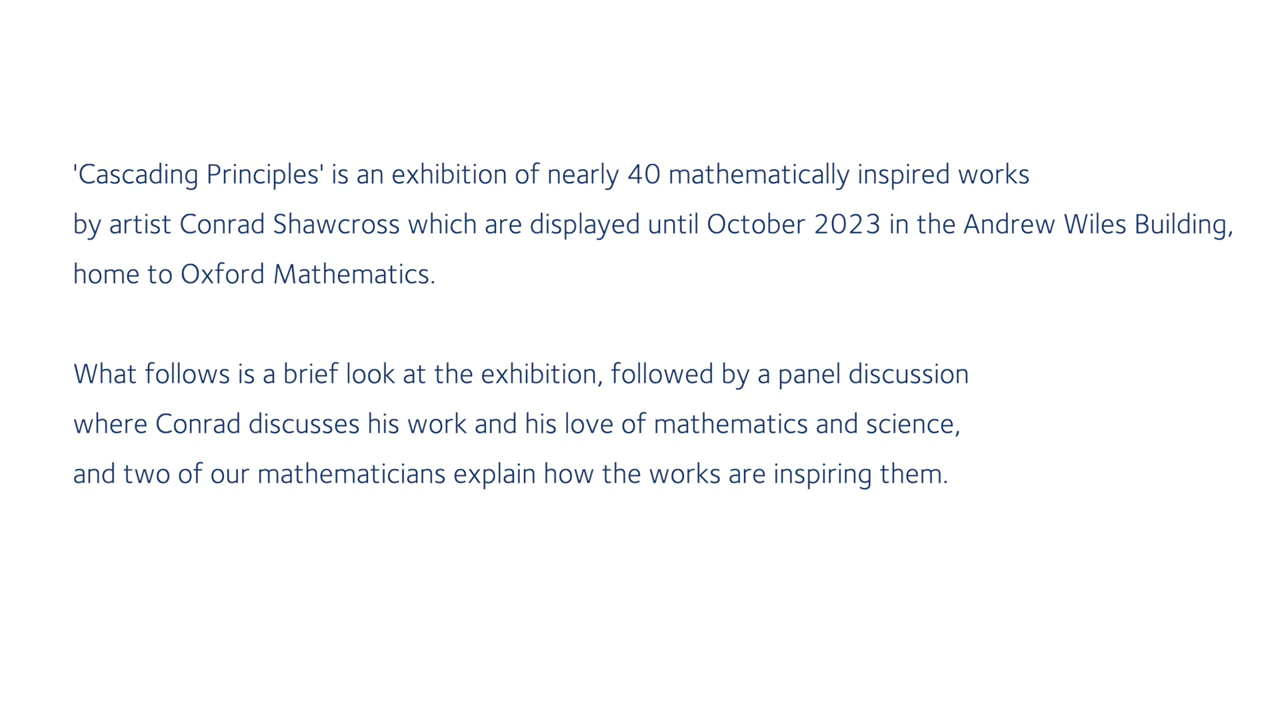 'Cascading Principles' is an exhibition of nearly 40 mathematically inspired works
by artist Conrad Shawcross which are displayed until October 2023 in the Andrew Wiles Building,
home to Oxford Mathematics.
What follows is a brief look at the exhibition, followed by a panel discussion
where Conrad discusses his work and his love of mathematics and science,
and two of our mathematicians explain how the works are inspiring them.